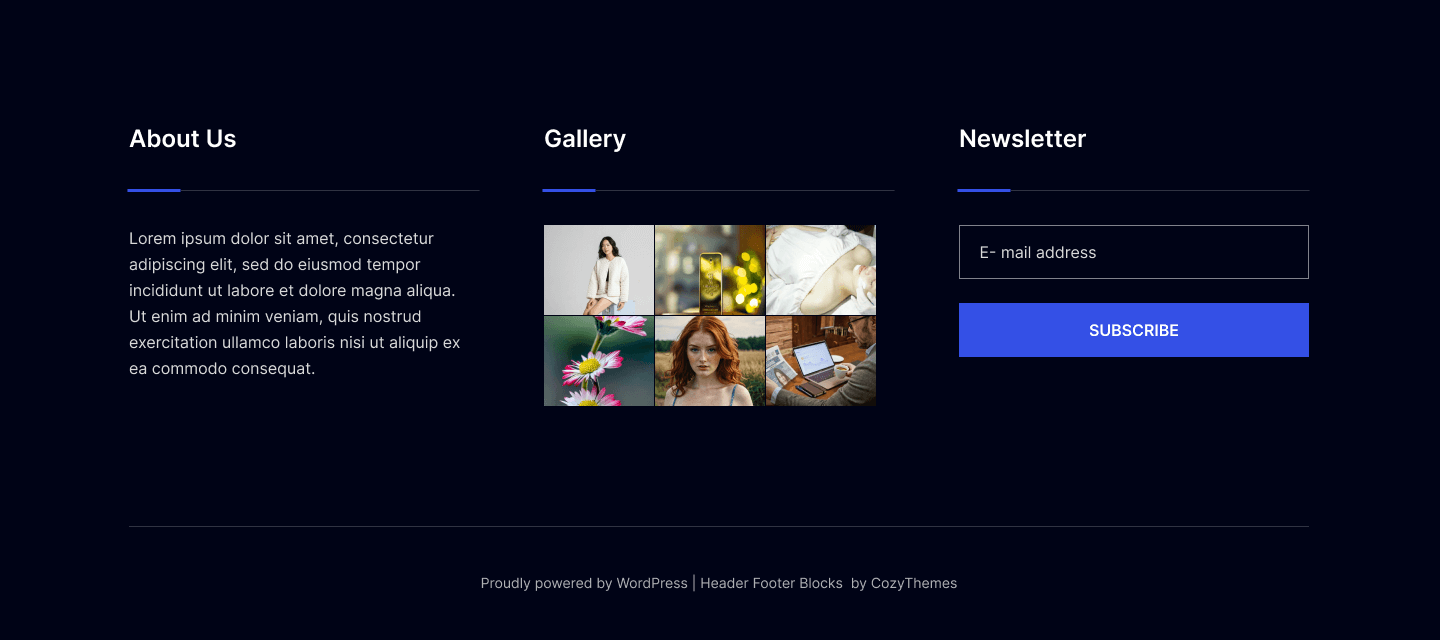 About Us
Gallery
Newsletter
Lorem ipsum dolor sit amet, consectetur
adipiscing elit, sed do eiusmod tempor
incididunt ut labore et dolore magna aliqua.
Ut enim ad minim veniam, quis nostrud
exercitation ullamco laboris nisi ut aliquip ex
ea commodo consequat.
E- mail address
SUBSCRIBE
Proudly powered by WordPress | Header Footer Blocks  by CozyThemes